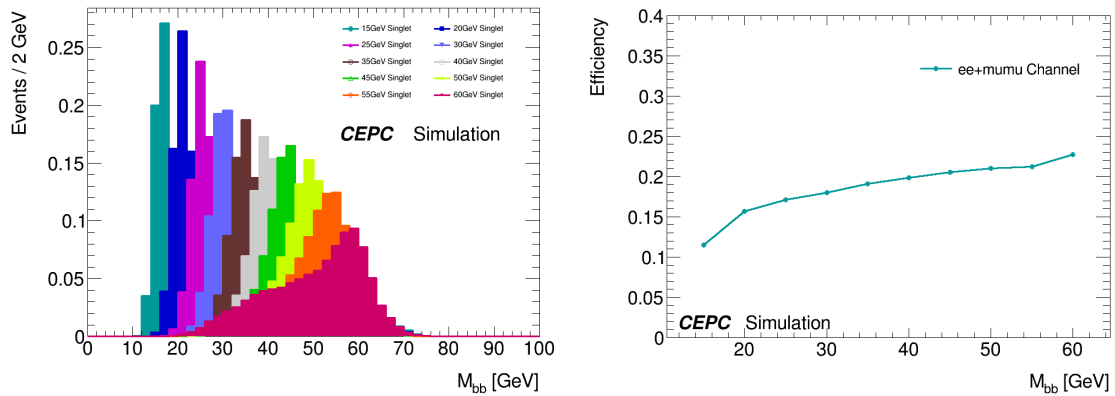 Events / 2 GeV
0.25
0.2
0.15
0.1
0.05
0
15GeV Singlet 20GeV Singlet
25GeV Singlet 30GeV Singlet
35GeV Singlet 40GeV Singlet
45GeV Singlet 50GeV Singlet
55GeV Singlet 60GeV Singlet
CEPC Simulation
0 10 20 30 40 50 60 70 80 90 100
M_bb [GeV]
Efficiency
0.4
0.35
0.3
0.25
0.2
0.15
0.1
0.05
0
ee+mumu Channel
CEPC Simulation
20 30 40 50 60
M_bb [GeV]